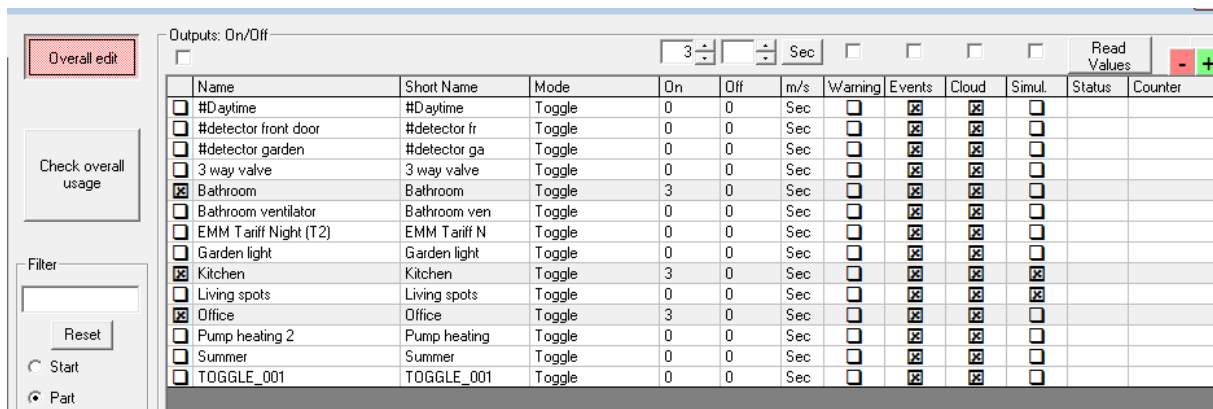 Outputs: On/Off
Overall edit
3 Sec Read Values - +
Name Short Name Mode On Off m/s Warning Events Cloud Simul. Status Counter
#Daytime #Daytime Toggle 0 0 Sec
#detector front door #detector fr Toggle 0 0 Sec
#detector garden #detector ga Toggle 0 0 Sec
3 way valve 3 way valve Toggle 0 0 Sec
Bathroom Bathroom Toggle 3 0 Sec
Bathroom ventilator Bathroom ven Toggle 0 0 Sec
EMM Tariff Night (T2) EMM Tariff N Toggle 0 0 Sec
Garden light Garden light Toggle 0 0 Sec
Kitchen Kitchen Toggle 3 0 Sec
Living spots Living spots Toggle 0 0 Sec
Office Office Toggle 3 0 Sec
Pump heating 2 Pump heating Toggle 0 0 Sec
Summer Summer Toggle 0 0 Sec
TOGGLE_001 TOGGLE_001 Toggle 0 0 Sec
Check overall
usage
Filter
Reset
Start
Part